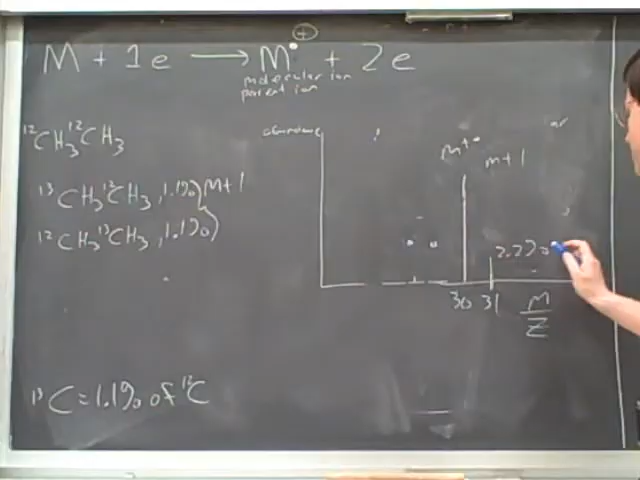 M + 1e ⟶ M•⊕ + 2e
molecular ion
parent ion
¹²CH₃¹²CH₃
¹³CH₃¹²CH₃, 1.1%
¹²CH₃¹³CH₃, 1.1%
M+1
¹³C = 1.1% of ¹²C
abundance
M⁺•
m+1
2.2%
30 31
M/Z